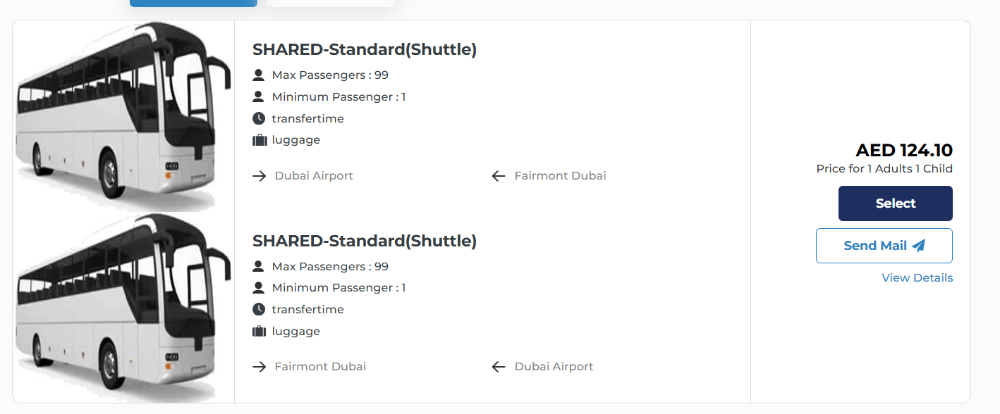 SHARED-Standard(Shuttle)
Max Passengers : 99
Minimum Passenger : 1
transfertime
luggage
Dubai Airport
Fairmont Dubai
SHARED-Standard(Shuttle)
Max Passengers : 99
Minimum Passenger : 1
transfertime
luggage
Fairmont Dubai
Dubai Airport
AED 124.10
Price for 1 Adults 1 Child
Select
Send Mail
View Details